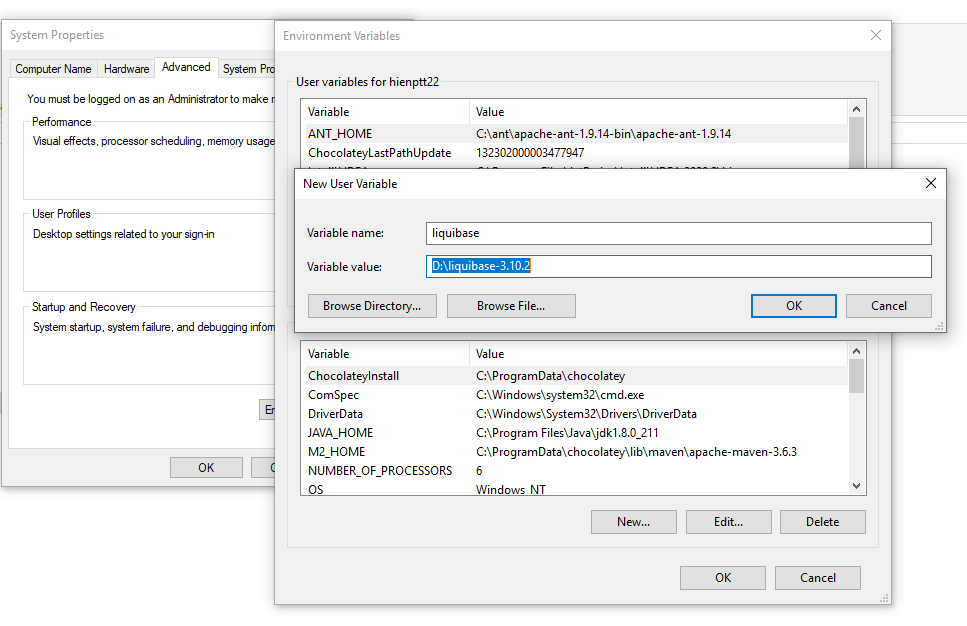 System Properties
Computer Name Hardware Advanced System Pro
You must be logged on as an Administrator to make
Performance
Visual effects, processor scheduling, memory usage
User Profiles
Desktop settings related to your sign-in
Startup and Recovery
System startup, system failure, and debugging infor
OK
Environment Variables
User variables for hienptt22
Variable Value
ANT_HOME C:\ant\apache-ant-1.9.14-bin\apache-ant-1.9.14
ChocolateyLastPathUpdate 132302000003477947
New User Variable
Variable name: liquibase
Variable value: D:\liquibase-3.10.2
Browse Directory... Browse File... OK Cancel
Variable Value
ChocolateyInstall C:\ProgramData\chocolatey
ComSpec C:\Windows\system32\cmd.exe
DriverData C:\Windows\System32\Drivers\DriverData
JAVA_HOME C:\Program Files\Java\jdk1.8.0_211
M2_HOME C:\ProgramData\chocolatey\lib\maven\apache-maven-3.6.3
NUMBER_OF_PROCESSORS 6
OS Windows_NT
New... Edit... Delete
OK Cancel